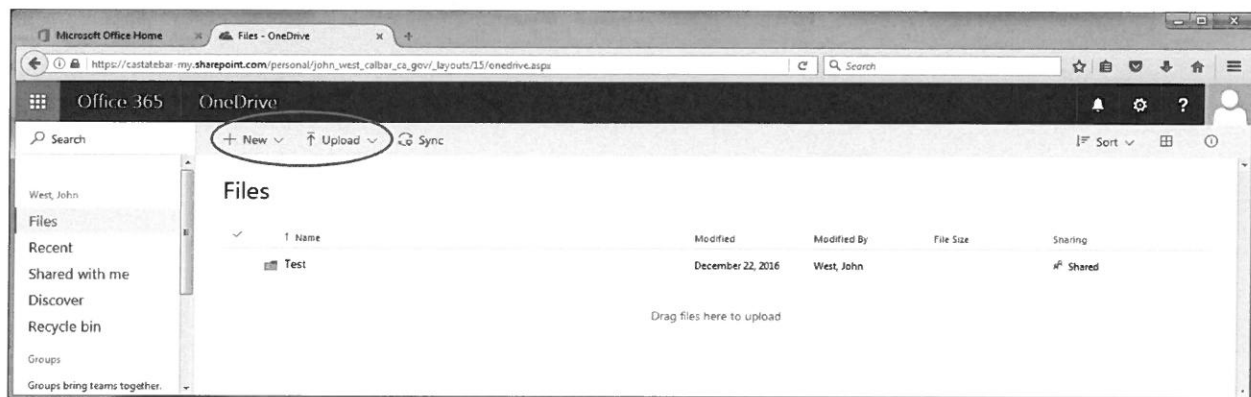 Microsoft Office Home
Files - OneDrive
https://castatebar-my.sharepoint.com/personal/john_west_calbar_ca_gov/_layouts/15/onedrive.aspx
Search
Office 365 OneDrive ?
Search
+ New Upload Sync Sort
West, John
Files
Recent
Shared with me
Discover
Recycle bin
Groups
Groups bring teams together.
Files
Name Modified Modified By File Size Sharing
Test December 22, 2016 West, John Shared
Drag files here to upload